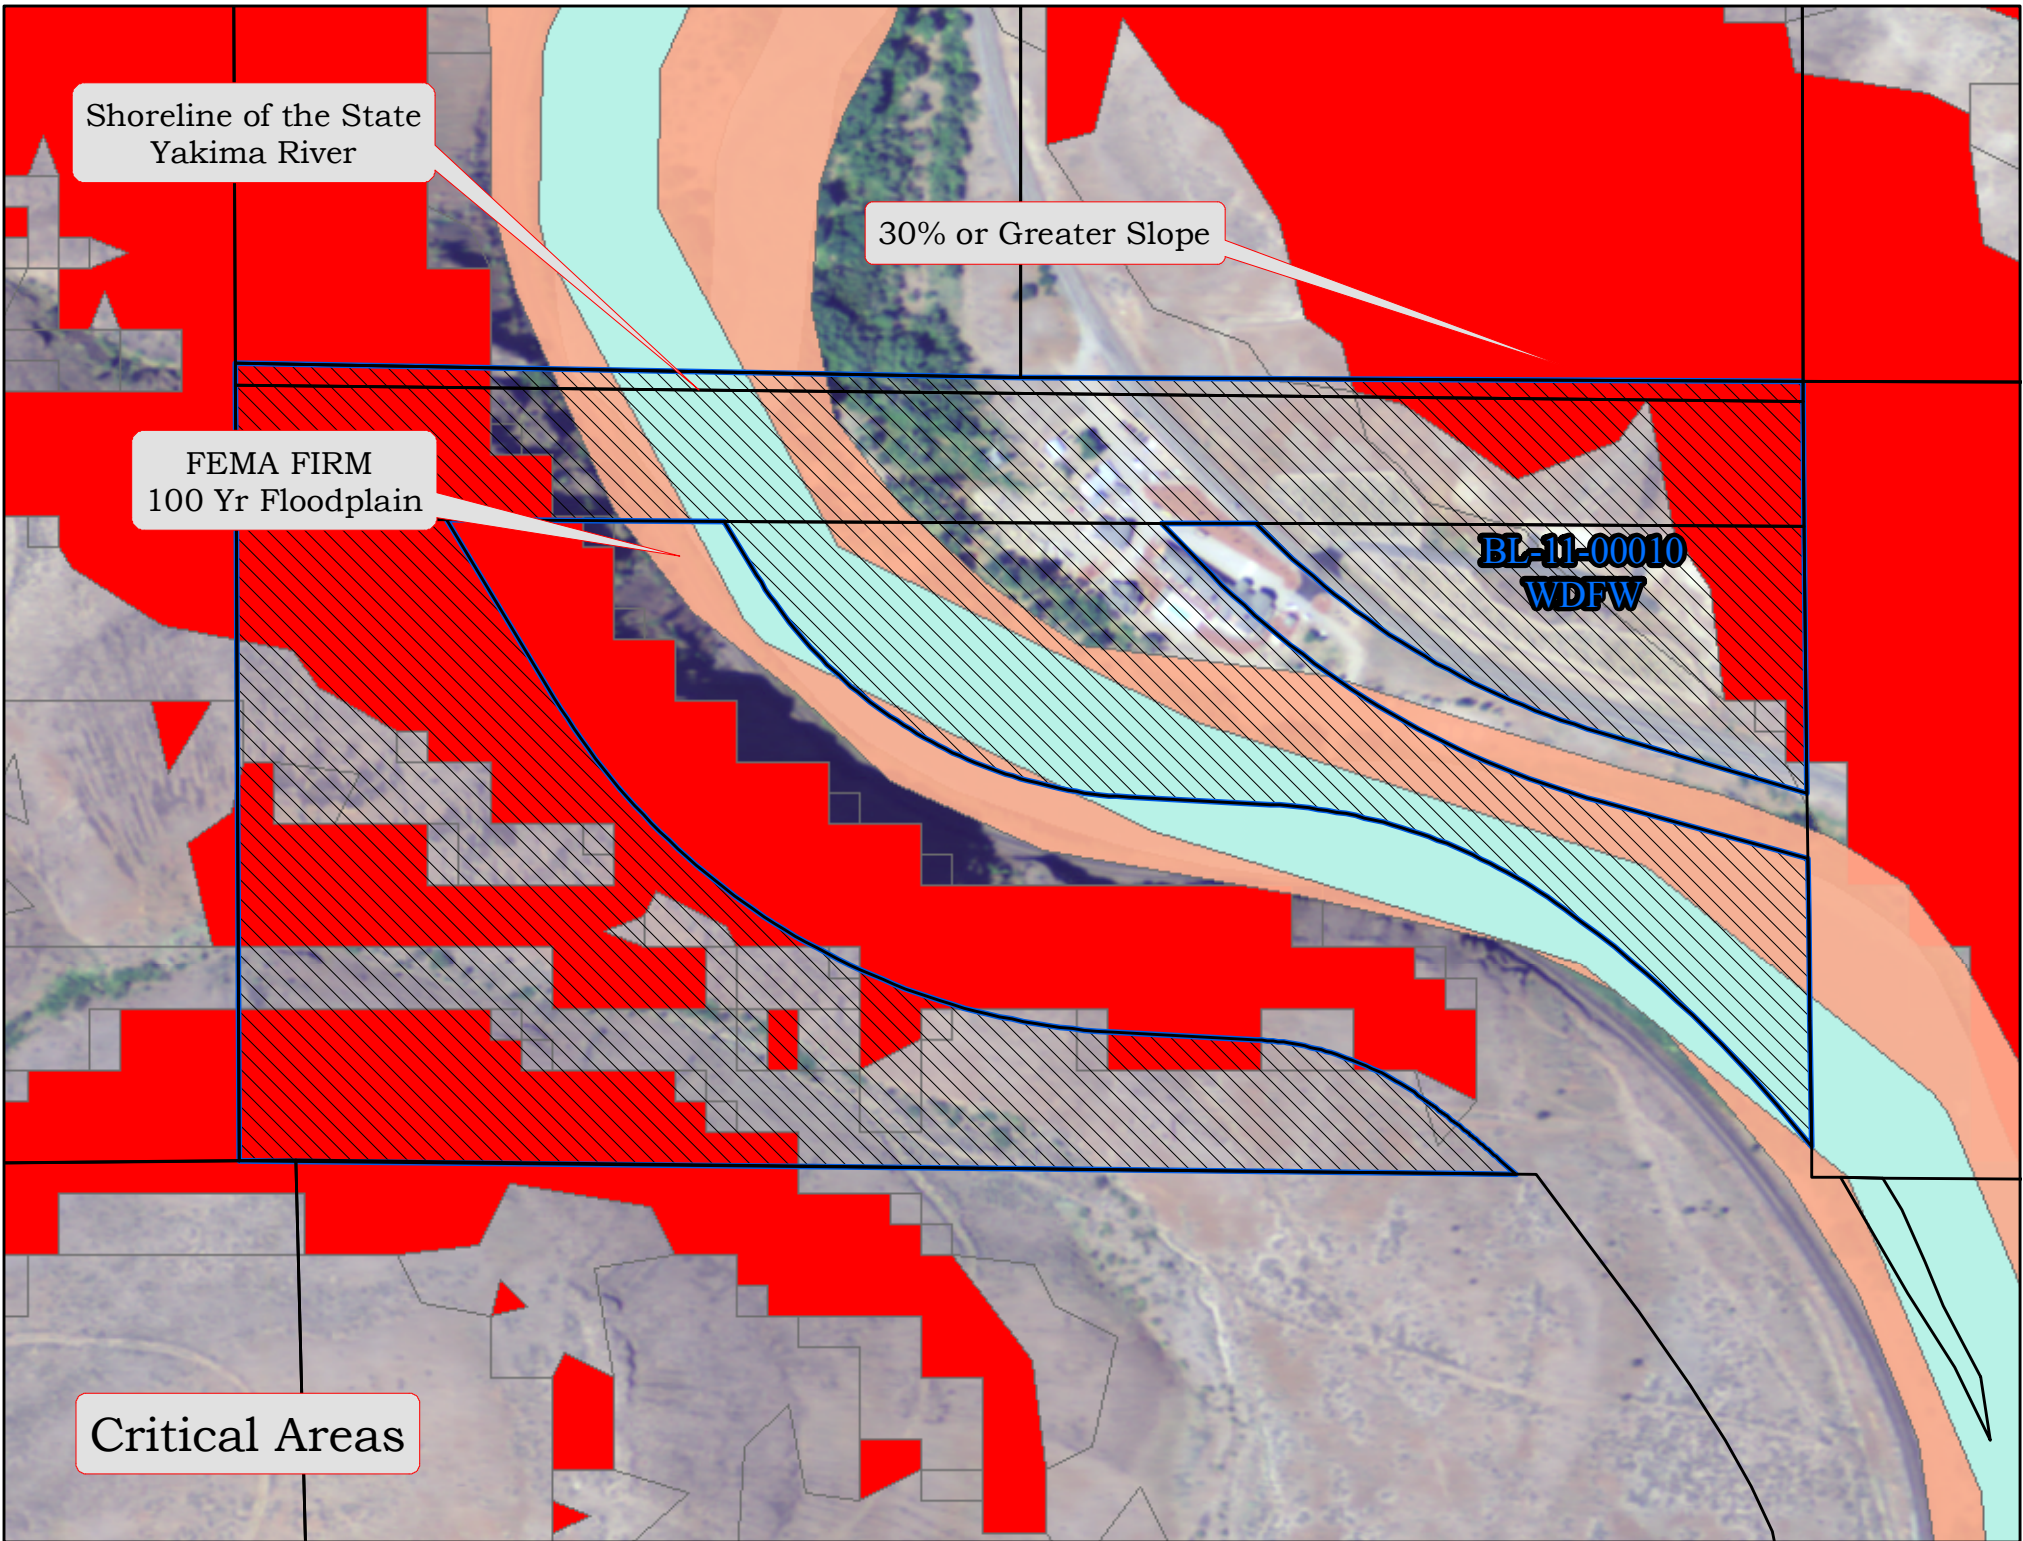 Shoreline of the State
Yakima River
30% or Greater Slope
FEMA FIRM
100 Yr Floodplain
BL-11-00010
WDFW
Critical Areas